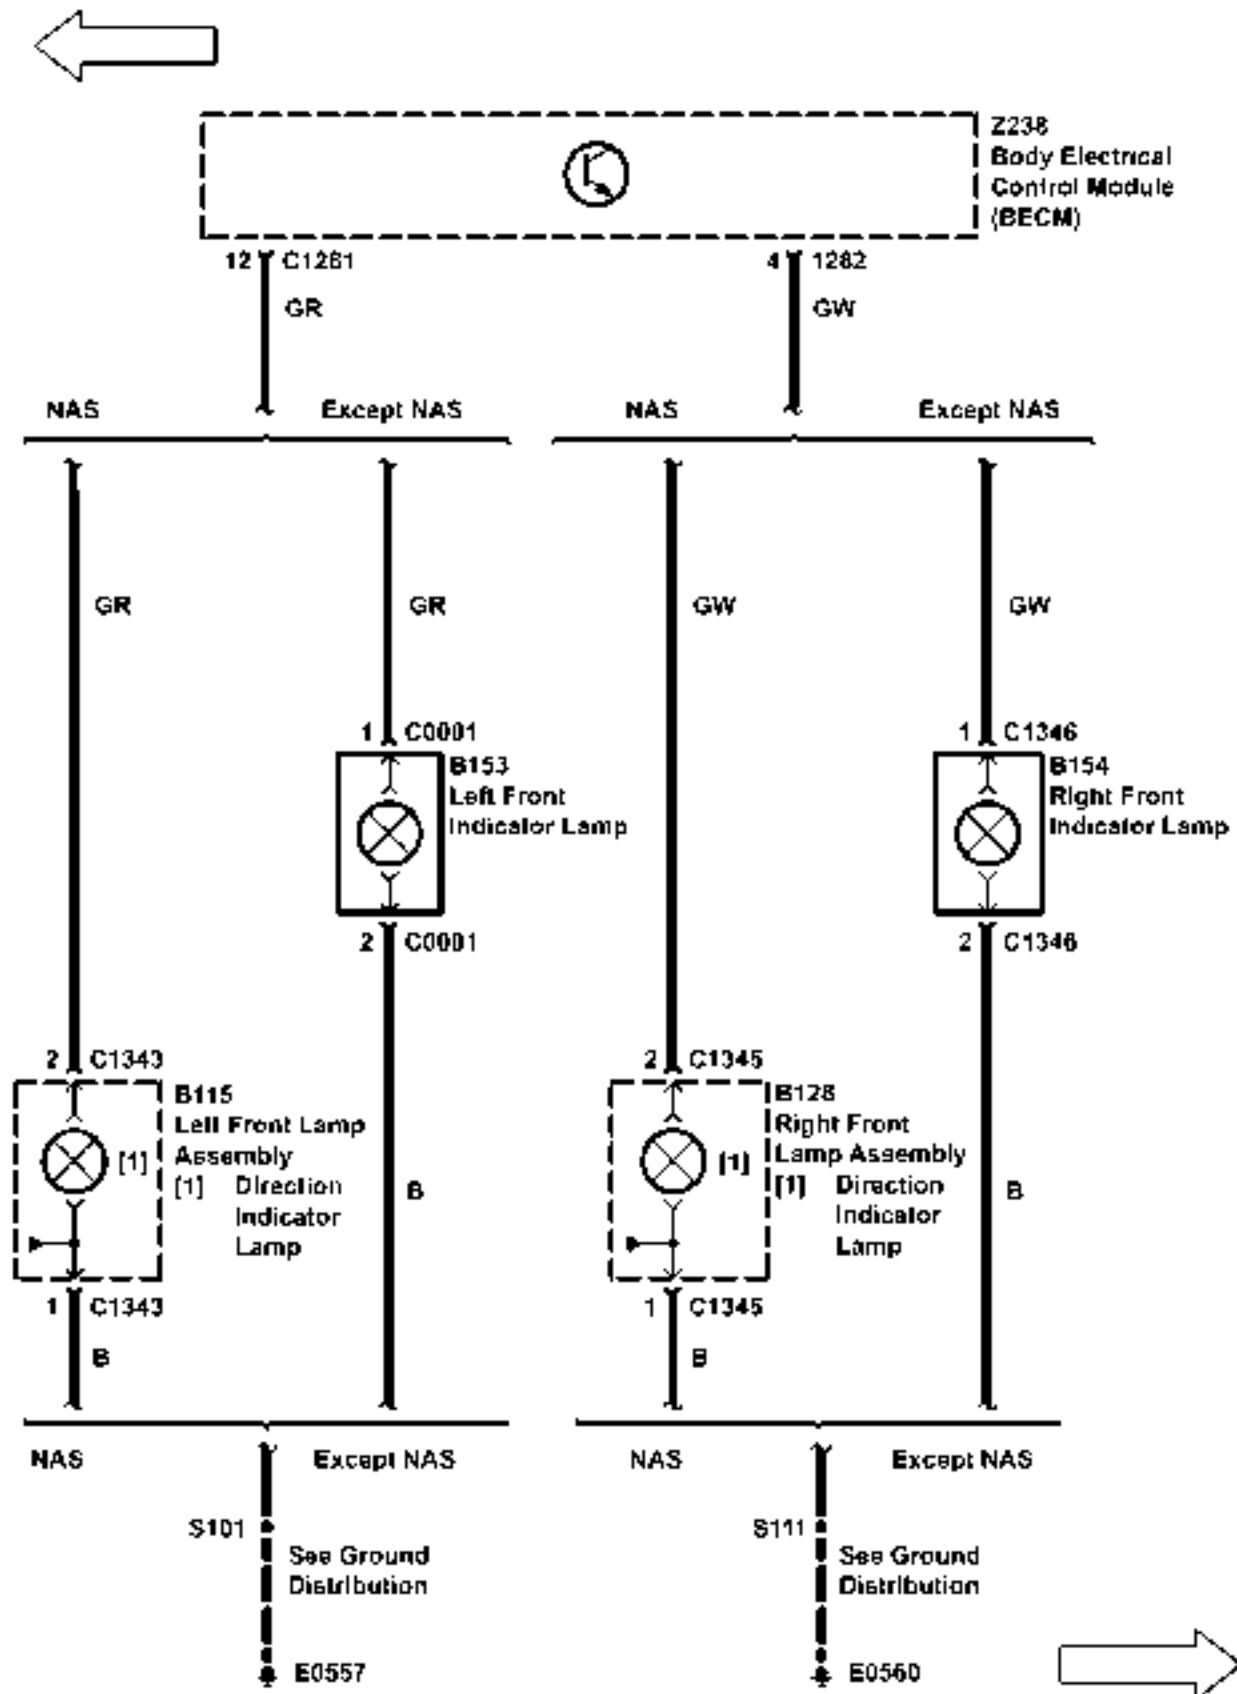 Z238
Body Electrical
Control Module
(BECM)
12 C1261
4 1282
GR
GW
NAS
Except NAS
NAS
Except NAS
GR
GR
GW
GW
1 C0001
B153
Left Front
Indicator Lamp
2 C0001
1 C1346
B154
Right Front
Indicator Lamp
2 C1346
2 C1343
B115
Left Front Lamp
Assembly
[1] Direction
Indicator
Lamp
[1]
1 C1343
B
B
2 C1345
B128
Right Front
Lamp Assembly
[1] Direction
Indicator
Lamp
[1]
1 C1345
B
B
NAS
Except NAS
NAS
Except NAS
S101
See Ground
Distribution
E0557
S111
See Ground
Distribution
E0560